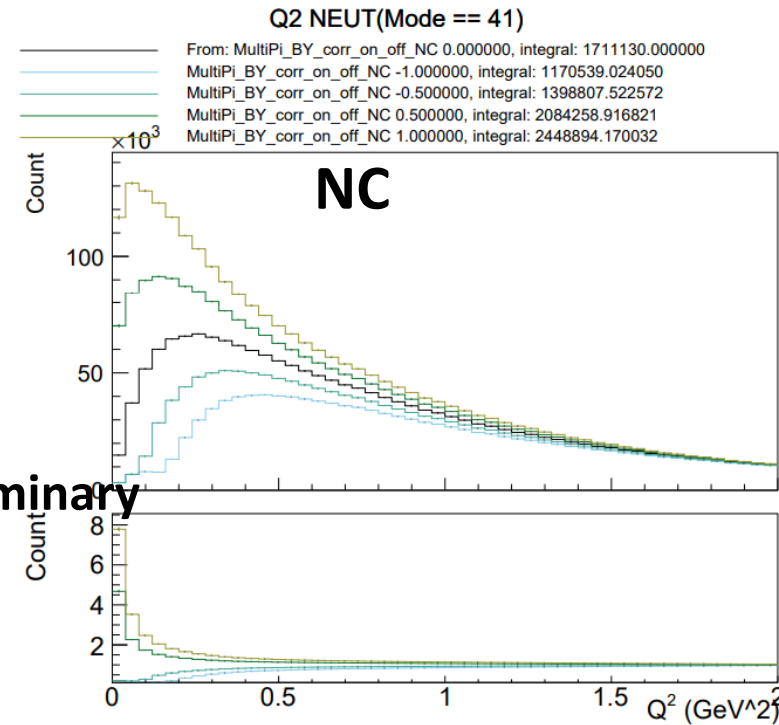 Q2 NEUT(Mode == 41)
From: MultiPi_BY_corr_on_off_NC 0.000000, integral: 1711130.000000
MultiPi_BY_corr_on_off_NC -1.000000, integral: 1170539.024050
MultiPi_BY_corr_on_off_NC -0.500000, integral: 1398807.522572
MultiPi_BY_corr_on_off_NC 0.500000, integral: 2084258.916821
MultiPi_BY_corr_on_off_NC 1.000000, integral: 2448894.170032
×10³
Count
NC
100
50
minary
Count
8
6
4
2
0 0.5 1 1.5 2
Q² (GeV^2)